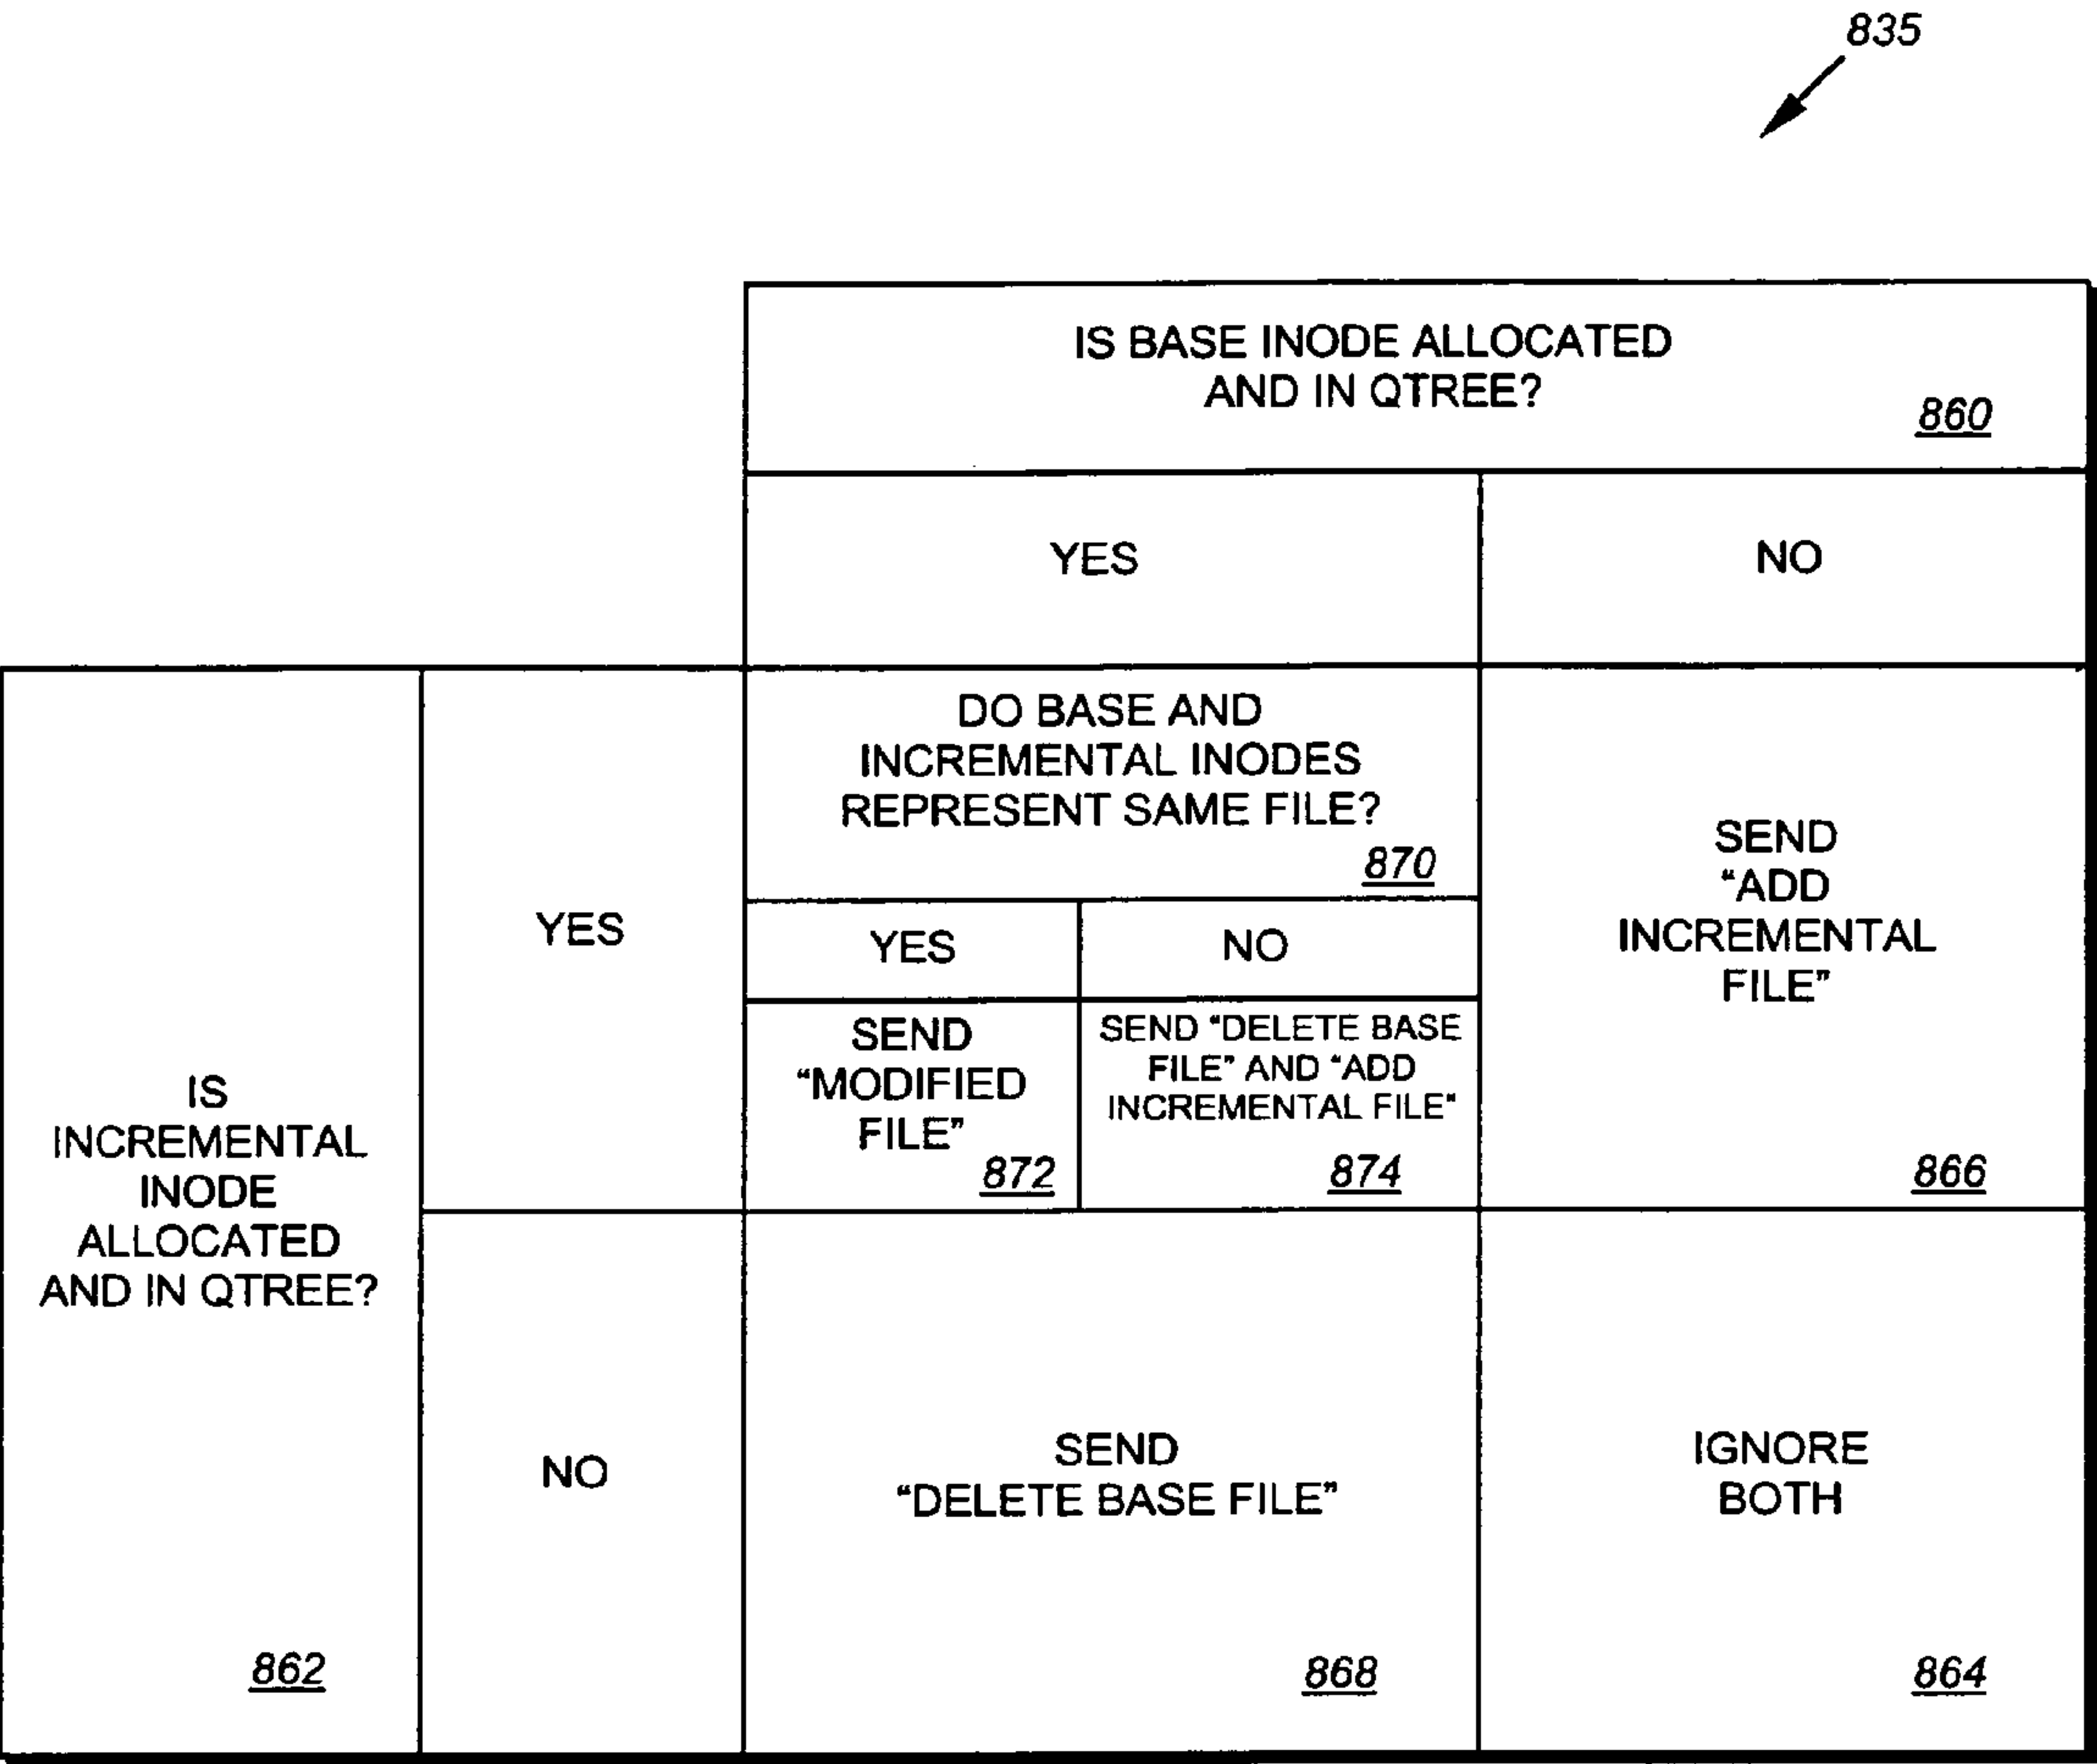 835
IS BASE INODE ALLOCATED
AND IN QTREE?
860
YES
NO
IS
INCREMENTAL
INODE
ALLOCATED
AND IN QTREE?
862
YES
DO BASE AND
INCREMENTAL INODES
REPRESENT SAME FILE?
870
YES
NO
SEND
“MODIFIED
FILE”
872
SEND “DELETE BASE
FILE” AND “ADD
INCREMENTAL FILE”
874
SEND
“ADD
INCREMENTAL
FILE”
866
NO
SEND
“DELETE BASE FILE”
868
IGNORE
BOTH
864